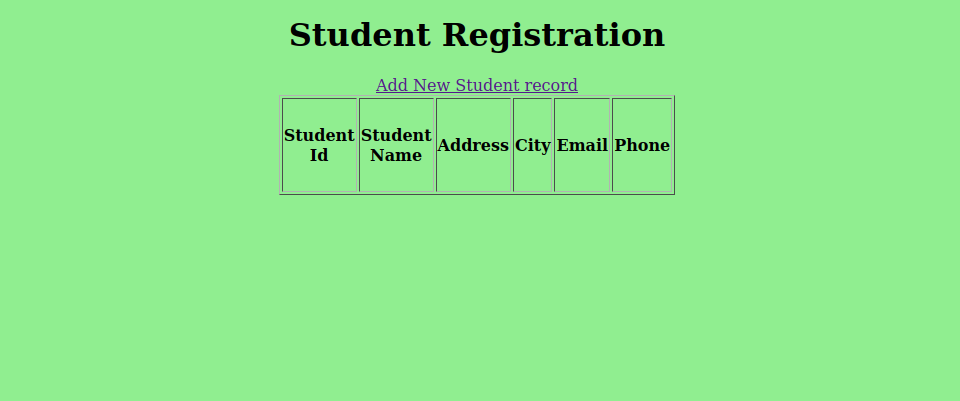 Student Registration
Add New Student record
Student Id
Student Name
Address
City
Email
Phone